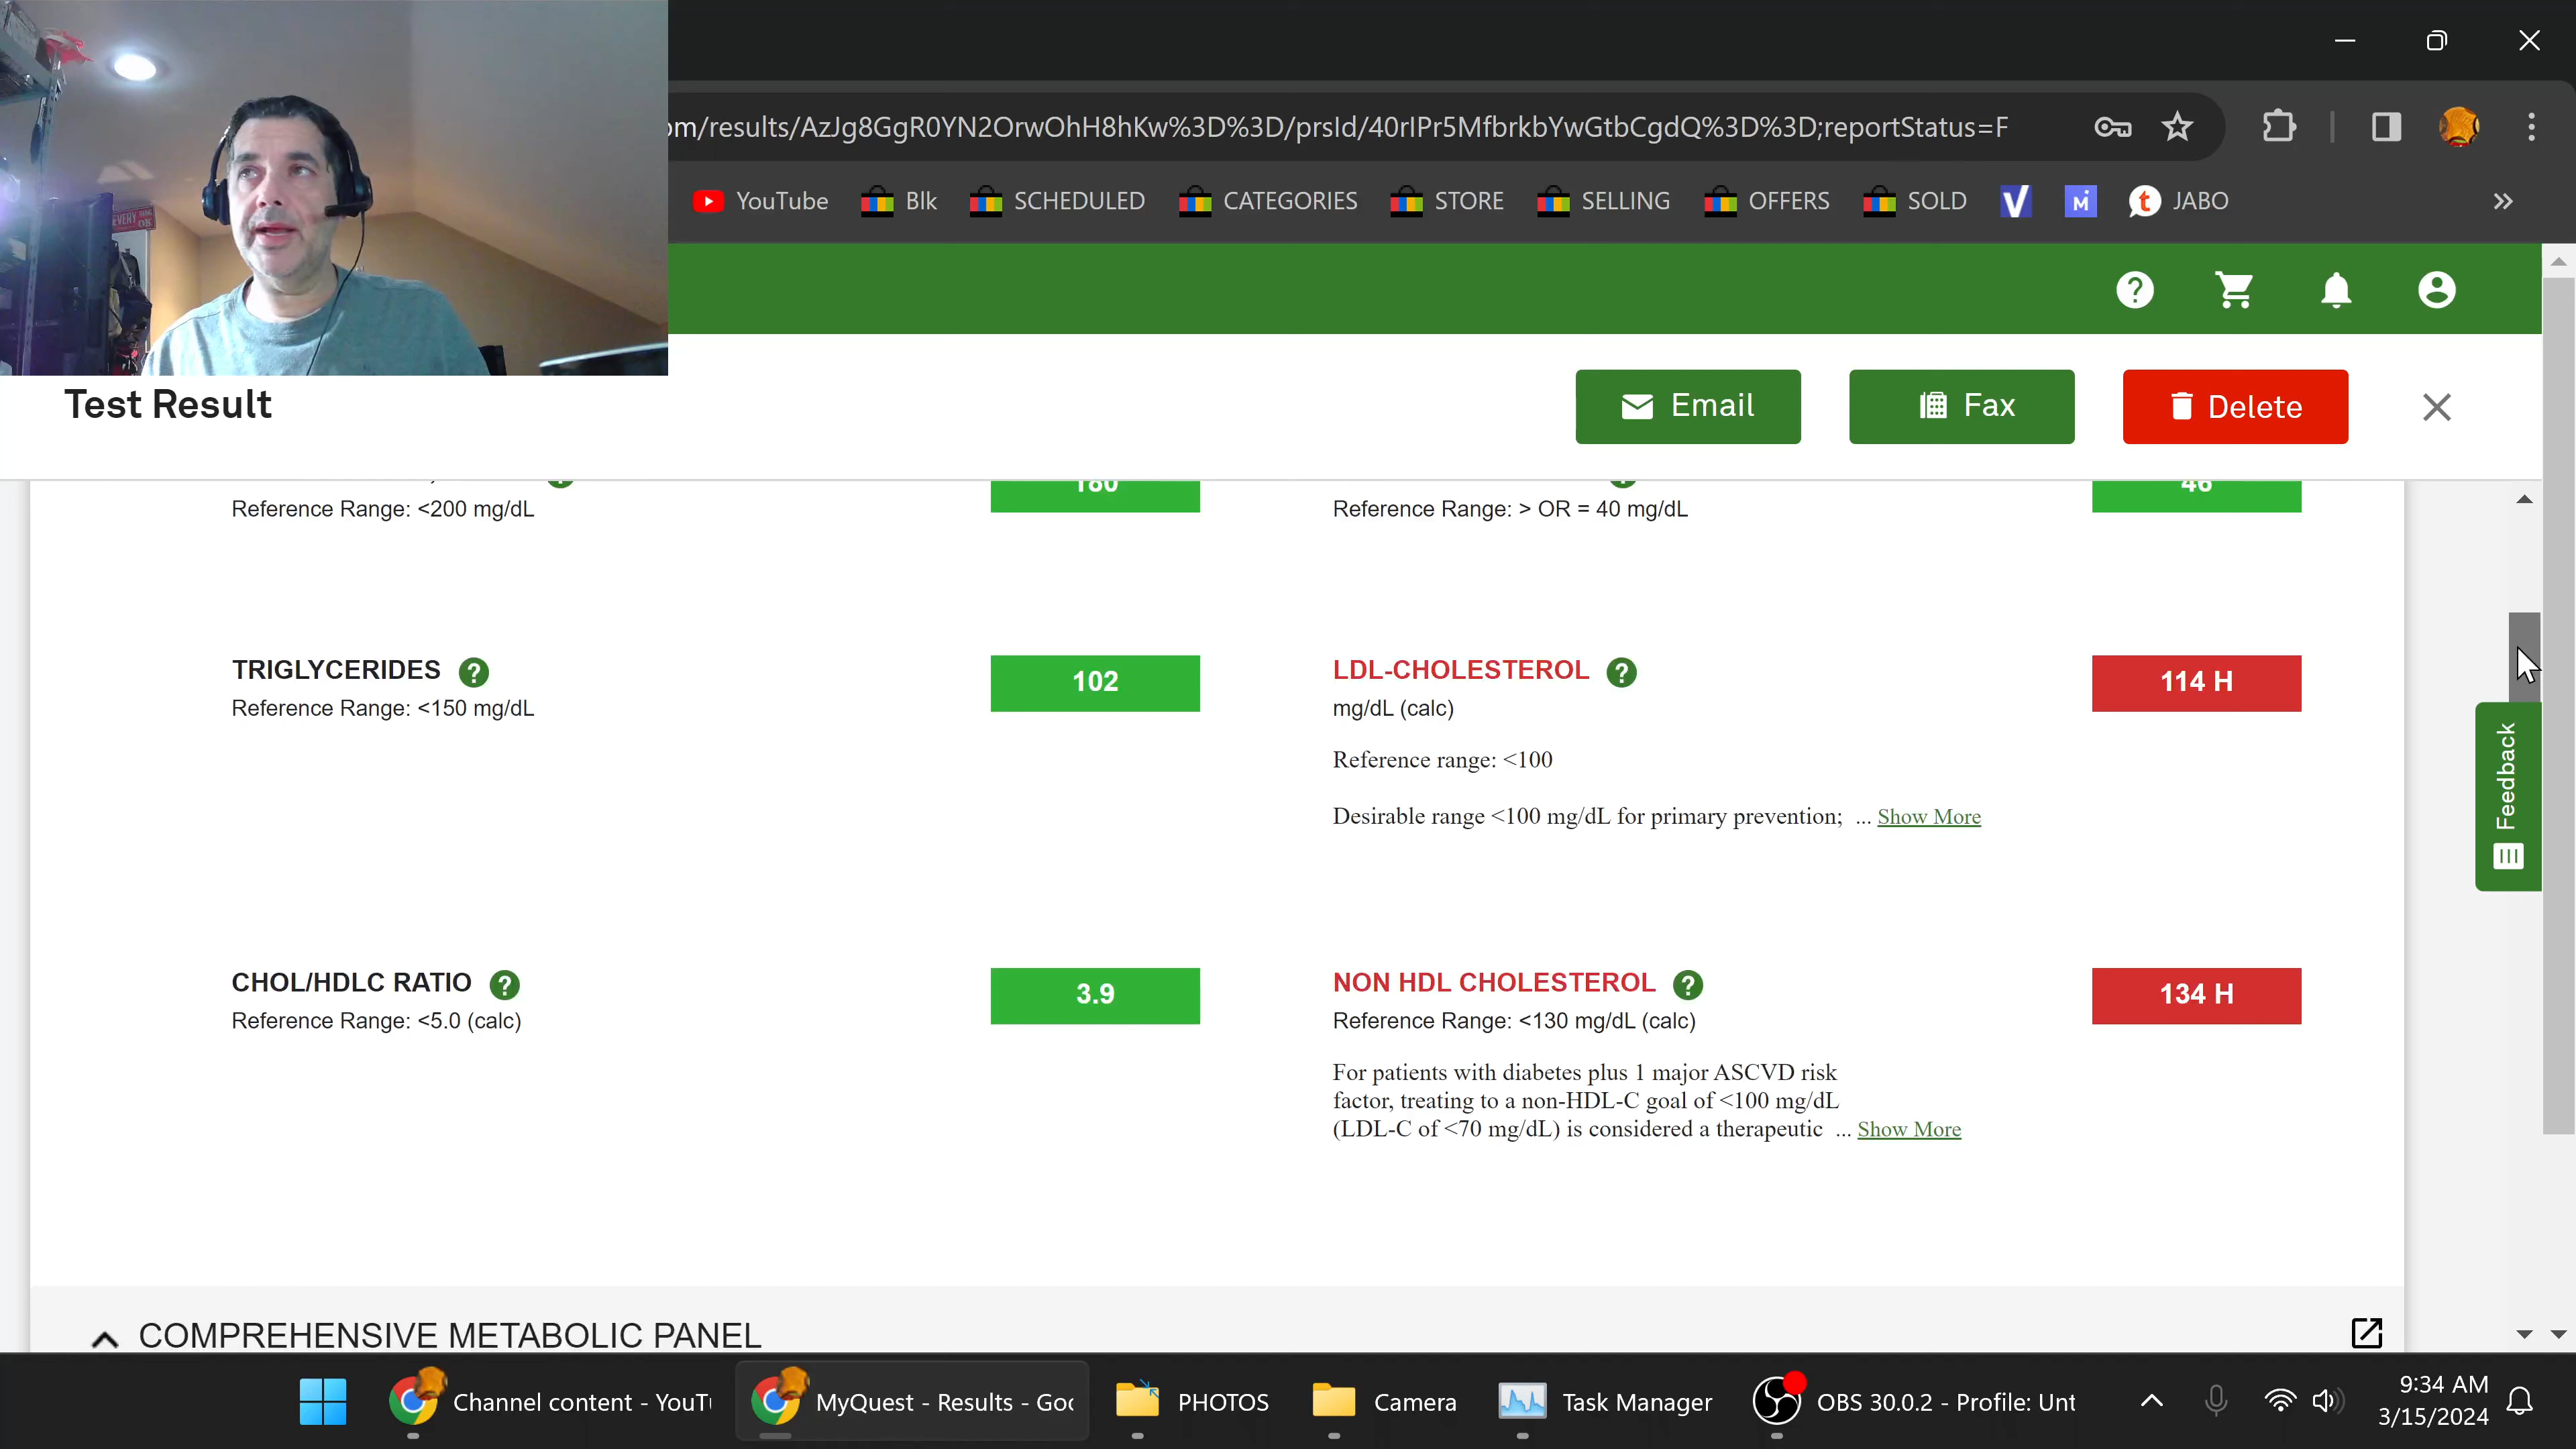 om/results/AzJg8GgR0YN2OrwOhH8hKw%3D%3D/prsId/40rIPr5MfbrkbYwGtbCgdQ%3D%3D;reportStatus=F
YouTube Blk SCHEDULED CATEGORIES STORE SELLING OFFERS SOLD V M t JABO
Test Result
Email Fax Delete
180 46
Reference Range: <200 mg/dL Reference Range: > OR = 40 mg/dL
TRIGLYCERIDES ? 102 LDL-CHOLESTEROL ? 114 H
Reference Range: <150 mg/dL mg/dL (calc)
Reference range: <100
Desirable range <100 mg/dL for primary prevention; ... Show More
Feedback
CHOL/HDLC RATIO ? 3.9 NON HDL CHOLESTEROL ? 134 H
Reference Range: <5.0 (calc) Reference Range: <130 mg/dL (calc)
For patients with diabetes plus 1 major ASCVD risk
factor, treating to a non-HDL-C goal of <100 mg/dL
(LDL-C of <70 mg/dL) is considered a therapeutic ... Show More
COMPREHENSIVE METABOLIC PANEL
Channel content - YouTu MyQuest - Results - Goo PHOTOS Camera Task Manager OBS 30.0.2 - Profile: Unt
9:34 AM
3/15/2024